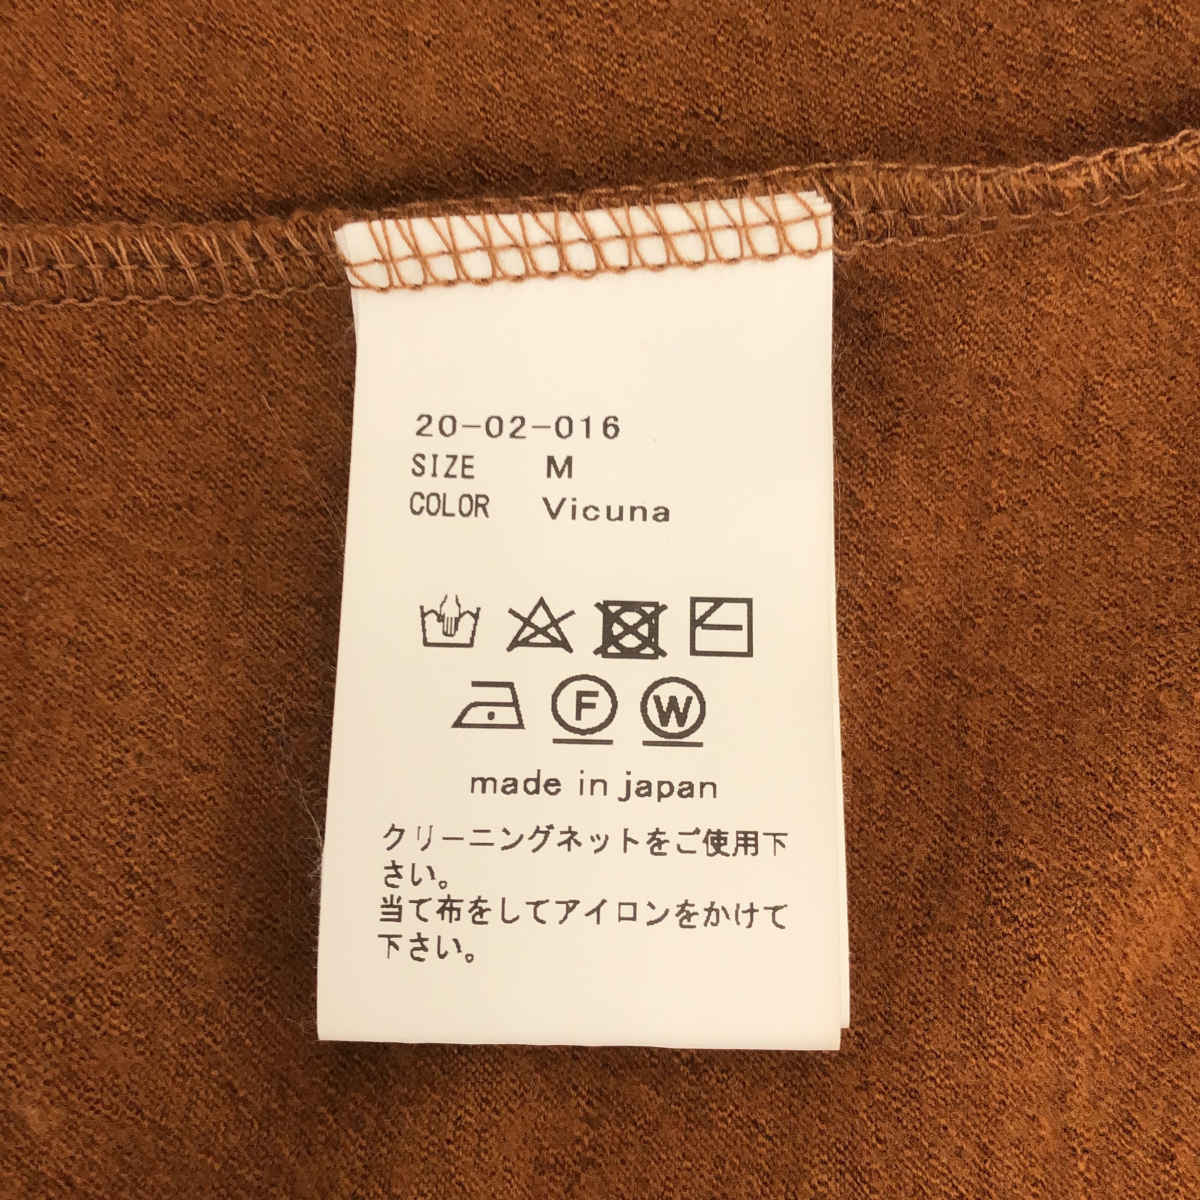 20-02-016
SIZE M
COLOR Vicuna
F W
made in japan
クリーニングネットをご使用下
さい。
当て布をしてアイロンをかけて
下さい。